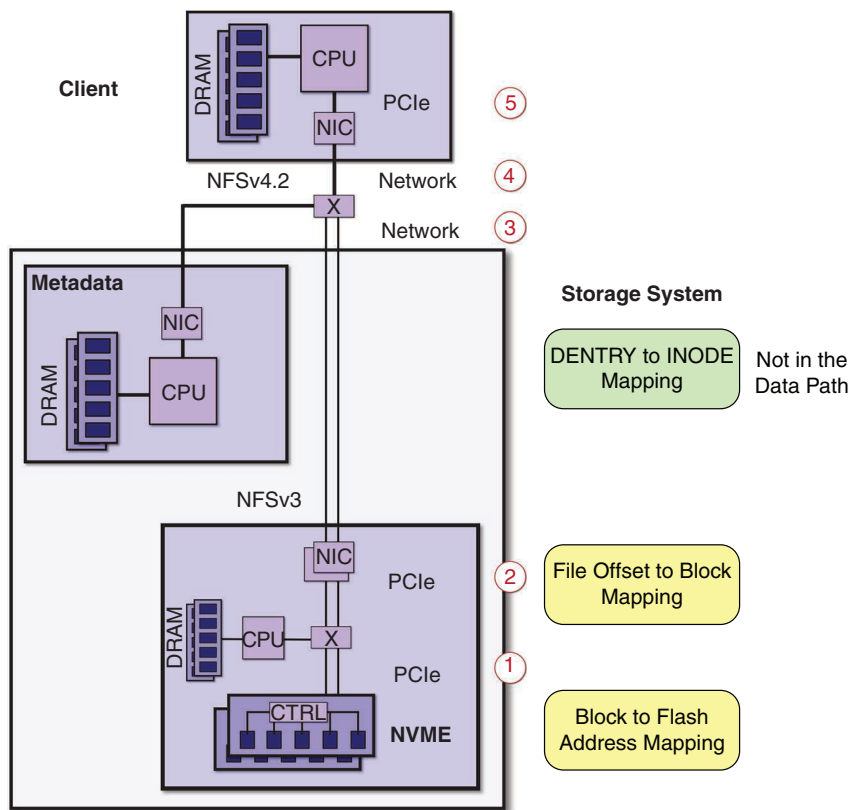 Client
DRAM
CPU
PCIe
NIC
5
NFSv4.2
Network
4
X
Network
3
Metadata
NIC
DRAM
CPU
Storage System
DENTRY to INODE
Mapping
Not in the
Data Path
NFSv3
NIC
PCIe
2
File Offset to Block
Mapping
DRAM
CPU
X
PCIe
1
CTRL
NVME
Block to Flash
Address Mapping